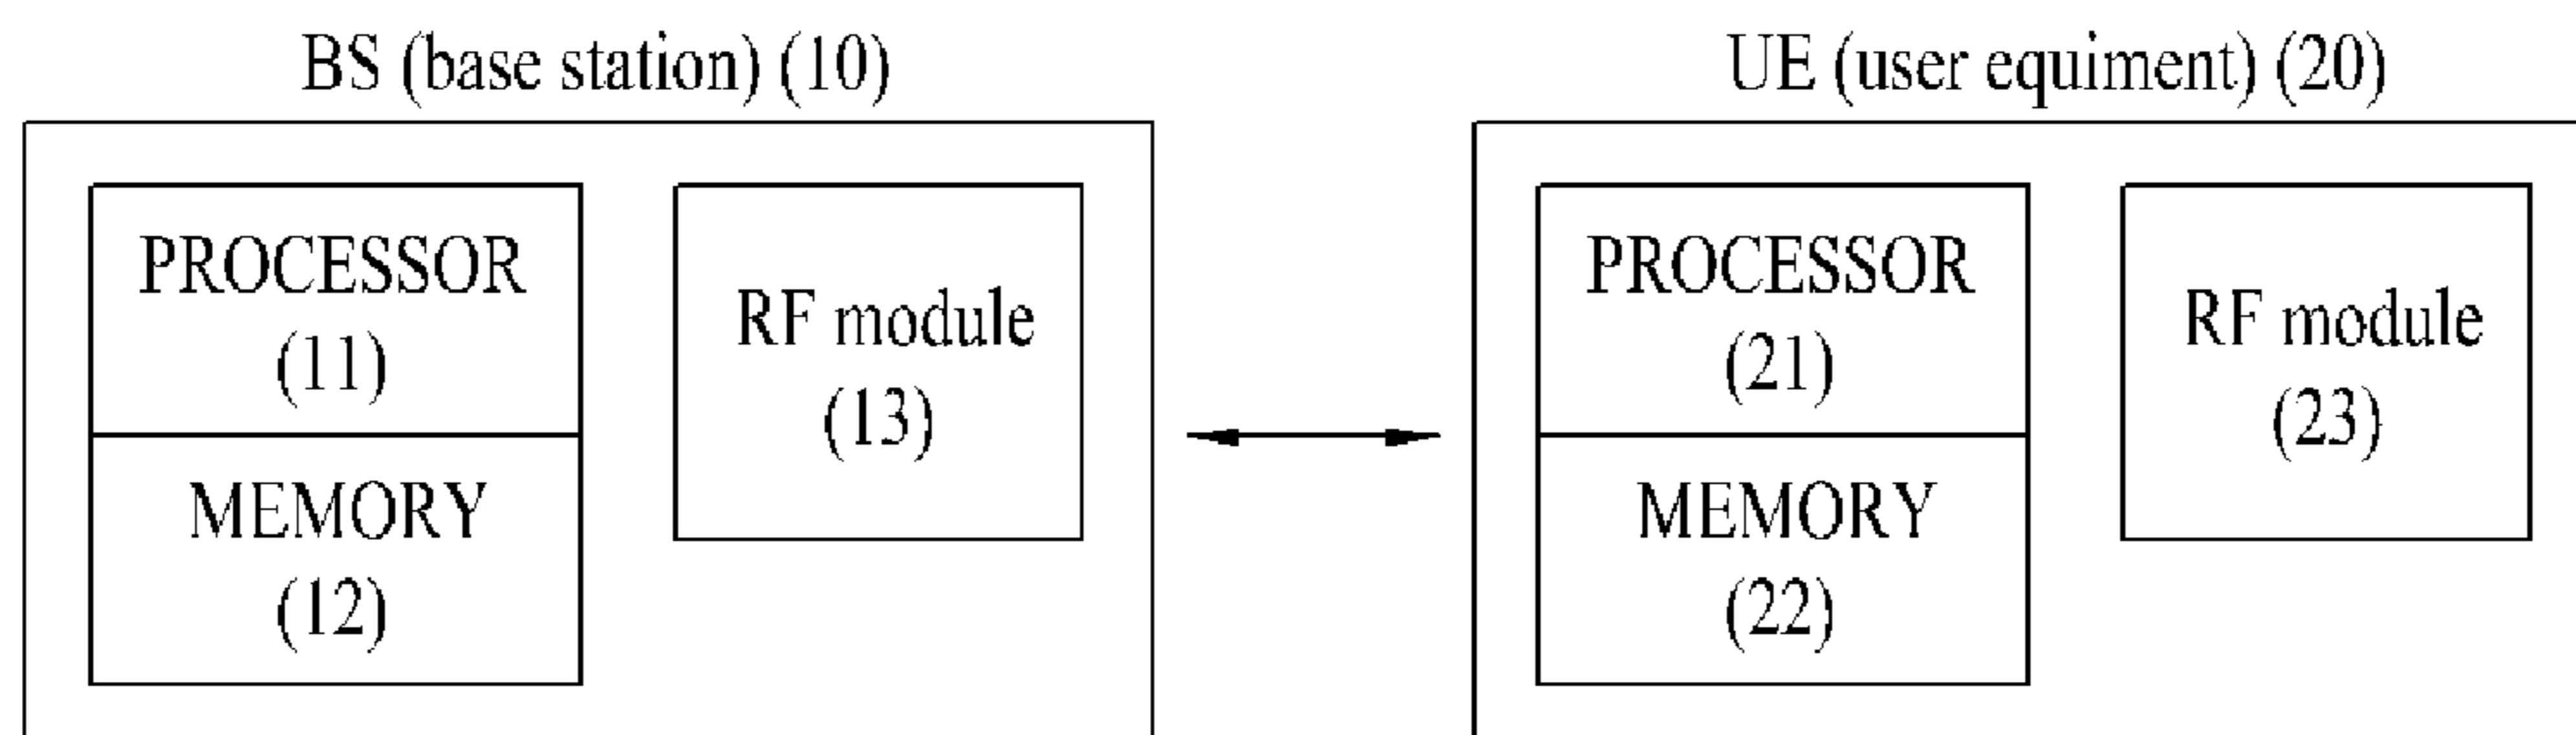 BS (base station) (10)
PROCESSOR
(11)
MEMORY
(12)
RF module
(13)
UE (user equiment) (20)
PROCESSOR
(21)
MEMORY
(22)
RF module
(23)